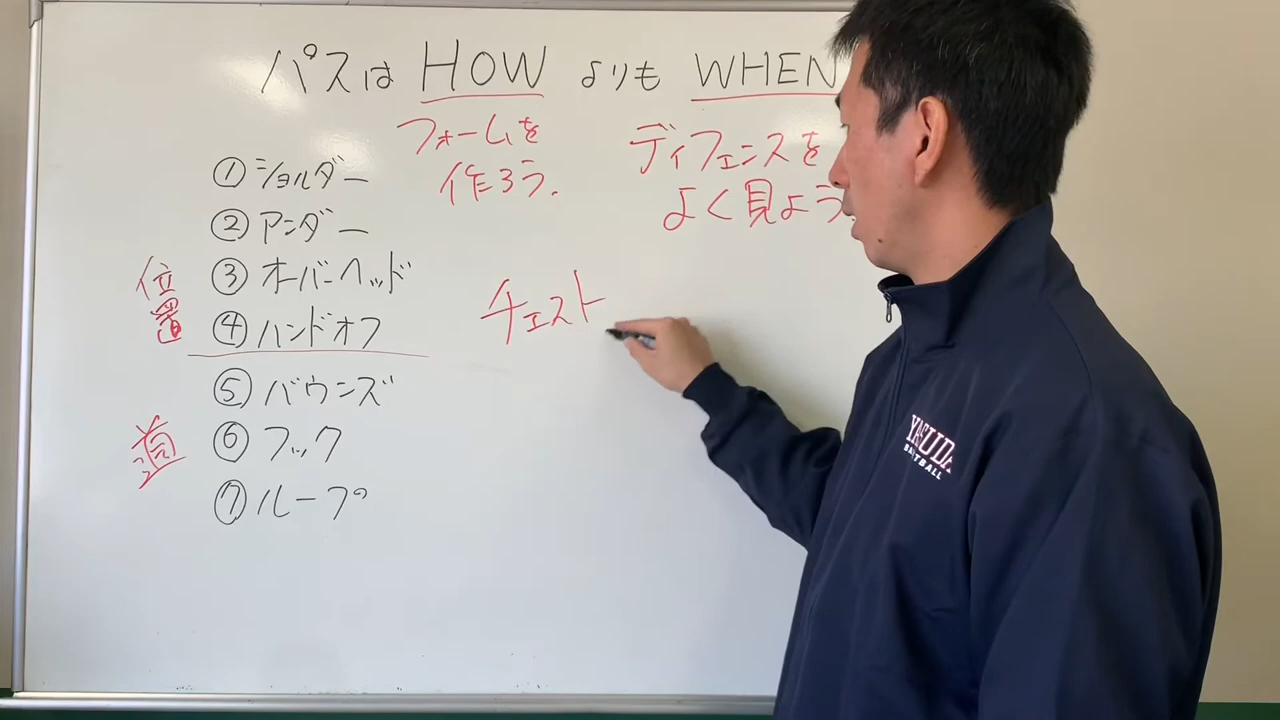 パスは HOW よりも WHEN
フォームを
作ろう.
ディフェンスを
よく見よう
① ショルダー
② アンダー
③ オーバーヘッド
④ ハンドオフ
位置
チェスト
⑤ バウンズ
⑥ フック
⑦ ループ
道
YASUDA
BASKETBALL